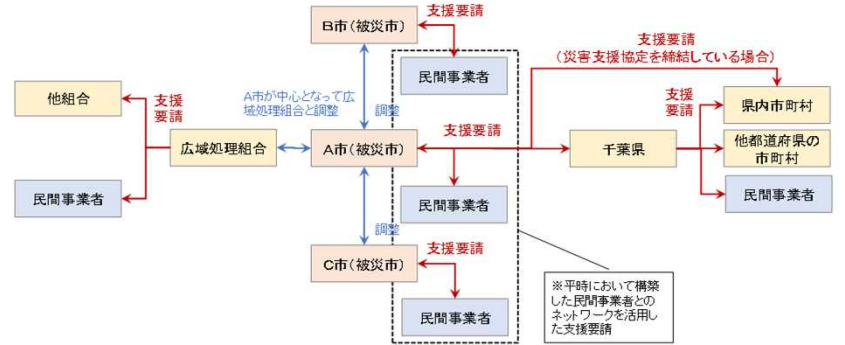 支援要請
B市(被災市)
支援要請
(災害支援協定を締結している場合)
民間事業者
A市が中心となって広
域処理組合と調整
調整
他組合
支援
要請
支援要請
支援
要請
県内市町村
広域処理組合
A市(被災市)
千葉県
他都道府県の
市町村
民間事業者
民間事業者
民間事業者
調整
支援要請
C市(被災市)
民間事業者
※平時において構築
した民間事業者との
ネットワークを活用し
た支援要請